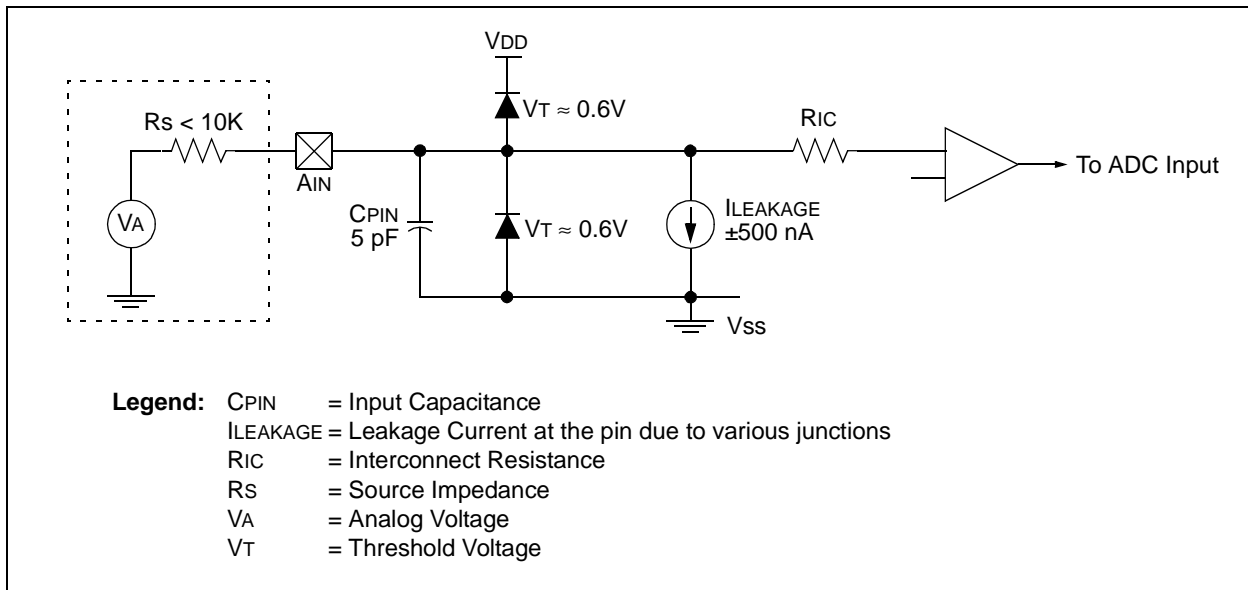 VDD
VT ≈ 0.6V
Rs < 10K
RIC
AIN
To ADC Input
CPIN
5 pF
VA
VT ≈ 0.6V
ILEAKAGE
±500 nA
Vss
Legend: CPIN = Input Capacitance
ILEAKAGE = Leakage Current at the pin due to various junctions
RIC = Interconnect Resistance
RS = Source Impedance
VA = Analog Voltage
VT = Threshold Voltage